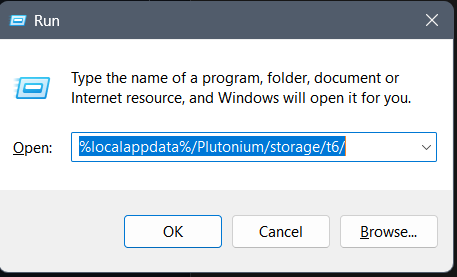 Run
Type the name of a program, folder, document or
Internet resource, and Windows will open it for you.
Open: %localappdata%/Plutonium/storage/t6/
OK Cancel Browse...